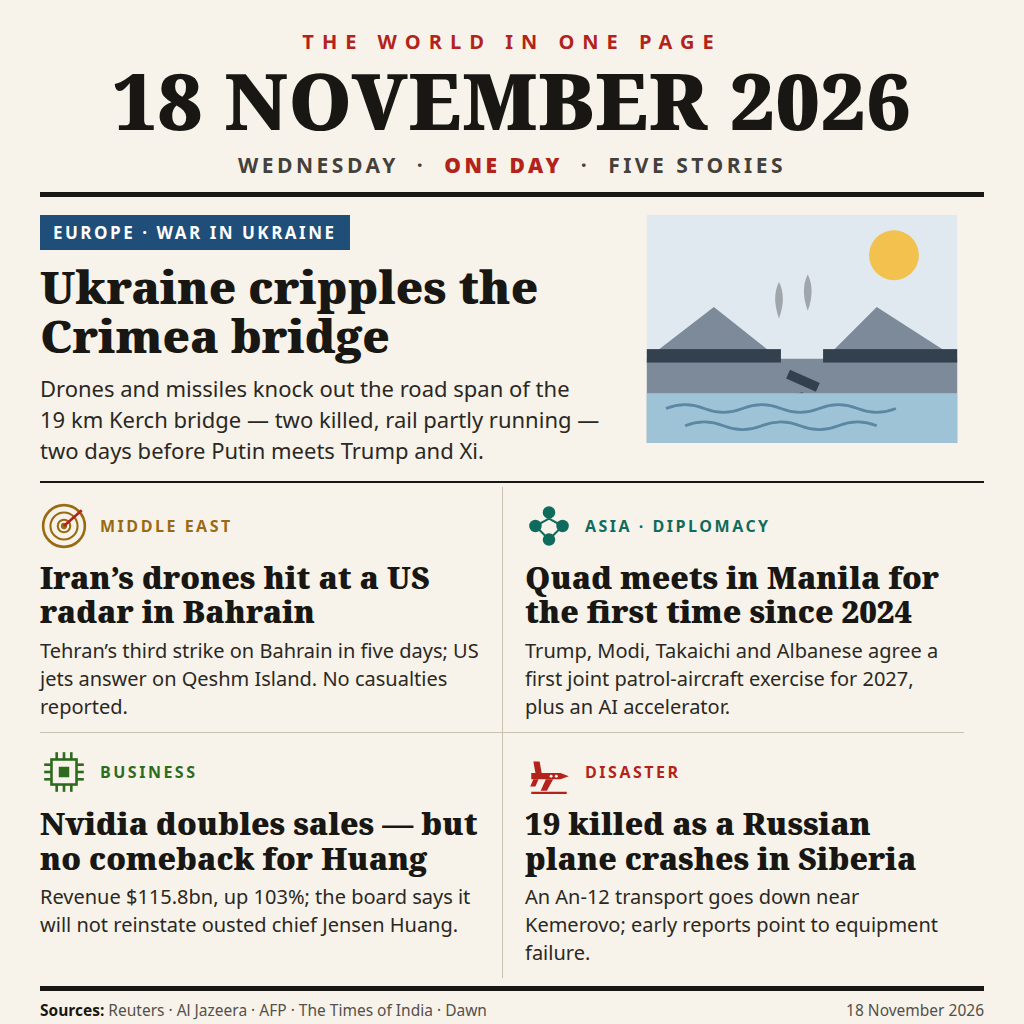 THE WORLD IN ONE PAGE
18 NOVEMBER 2026
WEDNESDAY · ONE DAY · FIVE STORIES
EUROPE · WAR IN UKRAINE
Ukraine cripples the
Crimea bridge
Drones and missiles knock out the road span of the
19 km Kerch bridge — two killed, rail partly running —
two days before Putin meets Trump and Xi.
MIDDLE EAST
Iran’s drones hit at a US
radar in Bahrain
Tehran’s third strike on Bahrain in five days; US
jets answer on Qeshm Island. No casualties
reported.
ASIA · DIPLOMACY
Quad meets in Manila for
the first time since 2024
Trump, Modi, Takaichi and Albanese agree a
first joint patrol-aircraft exercise for 2027,
plus an AI accelerator.
BUSINESS
Nvidia doubles sales — but
no comeback for Huang
Revenue $115.8bn, up 103%; the board says it
will not reinstate ousted chief Jensen Huang.
DISASTER
19 killed as a Russian
plane crashes in Siberia
An An-12 transport goes down near
Kemerovo; early reports point to equipment
failure.
Sources: Reuters · Al Jazeera · AFP · The Times of India · Dawn
18 November 2026